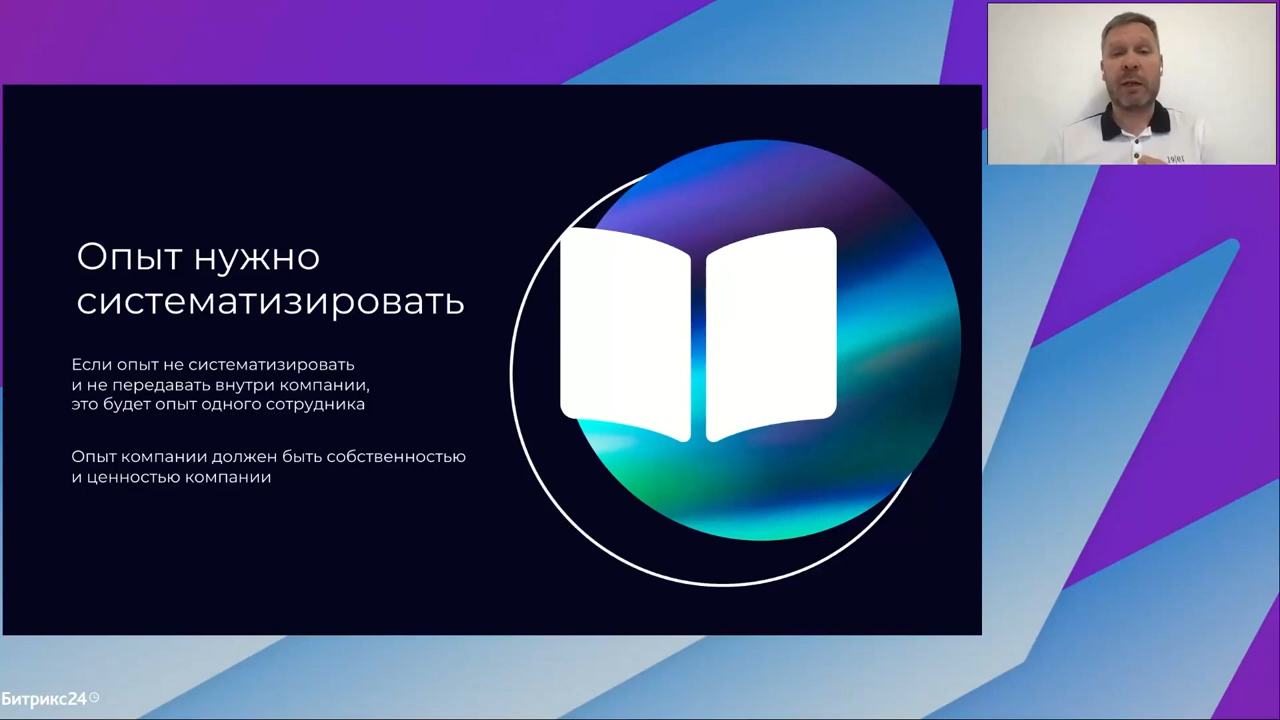 Опыт нужно
систематизировать
Если опыт не систематизировать
и не передавать внутри компании,
это будет опыт одного сотрудника
Опыт компании должен быть собственностью
и ценностью компании
Битрикс24